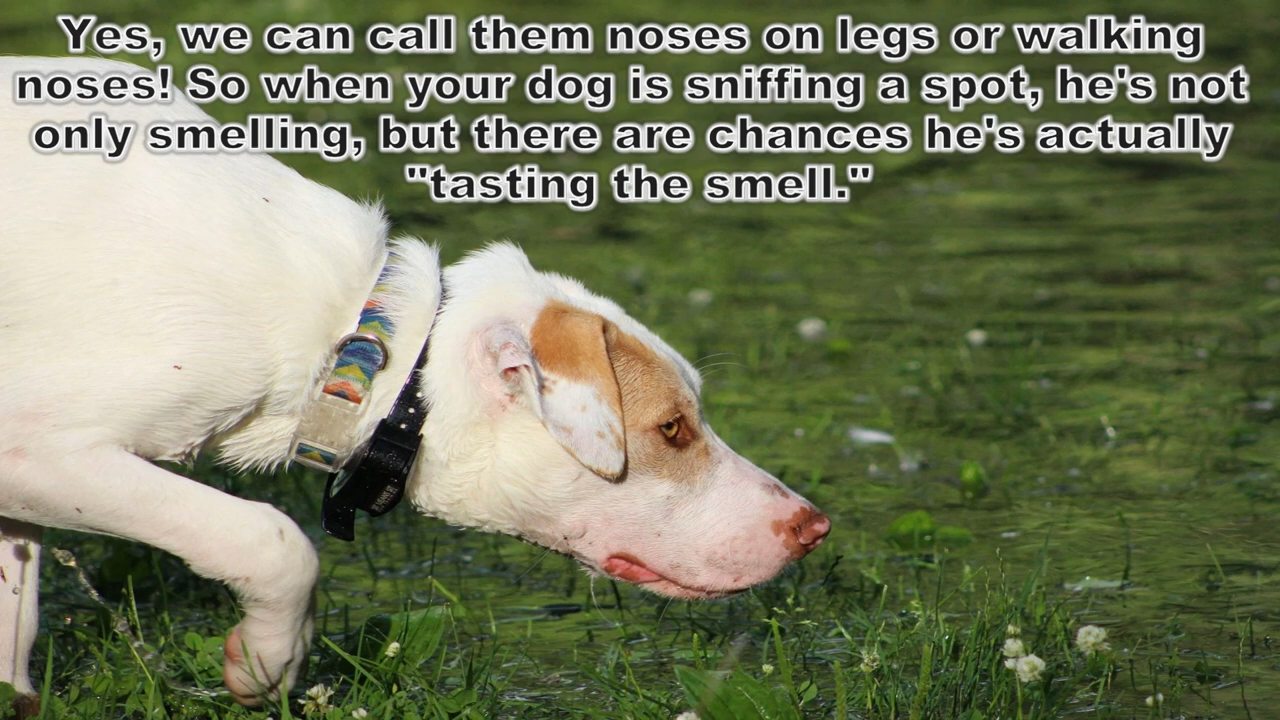 Yes, we can call them noses on legs or walking
noses! So when your dog is sniffing a spot, he's not
only smelling, but there are chances he's actually
"tasting the smell."